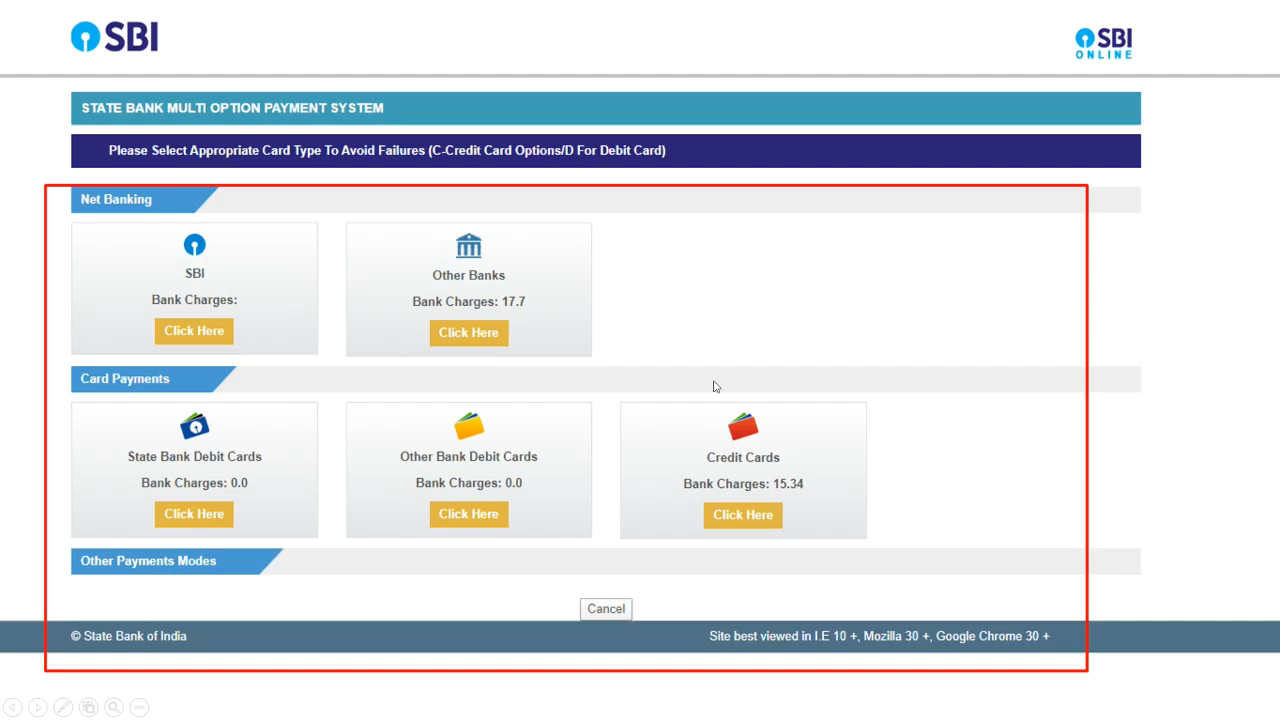 SBI
SBI
ONLINE
STATE BANK MULTI OPTION PAYMENT SYSTEM
Please Select Appropriate Card Type To Avoid Failures (C-Credit Card Options/D For Debit Card)
Net Banking
SBI
Bank Charges:
Click Here
Other Banks
Bank Charges: 17.7
Click Here
Card Payments
State Bank Debit Cards
Bank Charges: 0.0
Click Here
Other Bank Debit Cards
Bank Charges: 0.0
Click Here
Credit Cards
Bank Charges: 15.34
Click Here
Other Payments Modes
Cancel
© State Bank of India
Site best viewed in I.E 10 +, Mozilla 30 +, Google Chrome 30 +